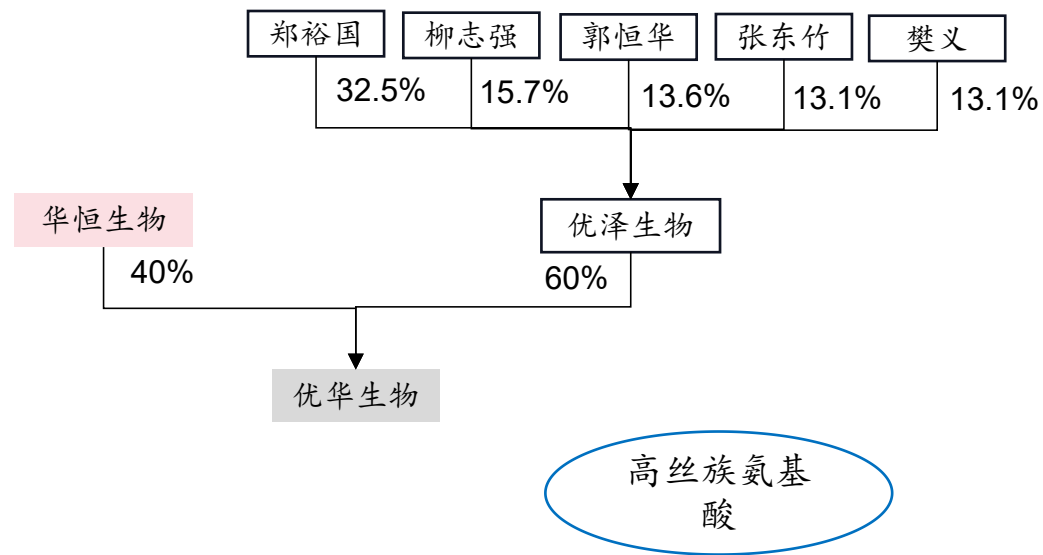 郑裕国
柳志强
郭恒华
张东竹
樊义
32.5%
15.7%
13.6%
13.1%
13.1%
华恒生物
优泽生物
40%
60%
优华生物
高丝族氨基
酸